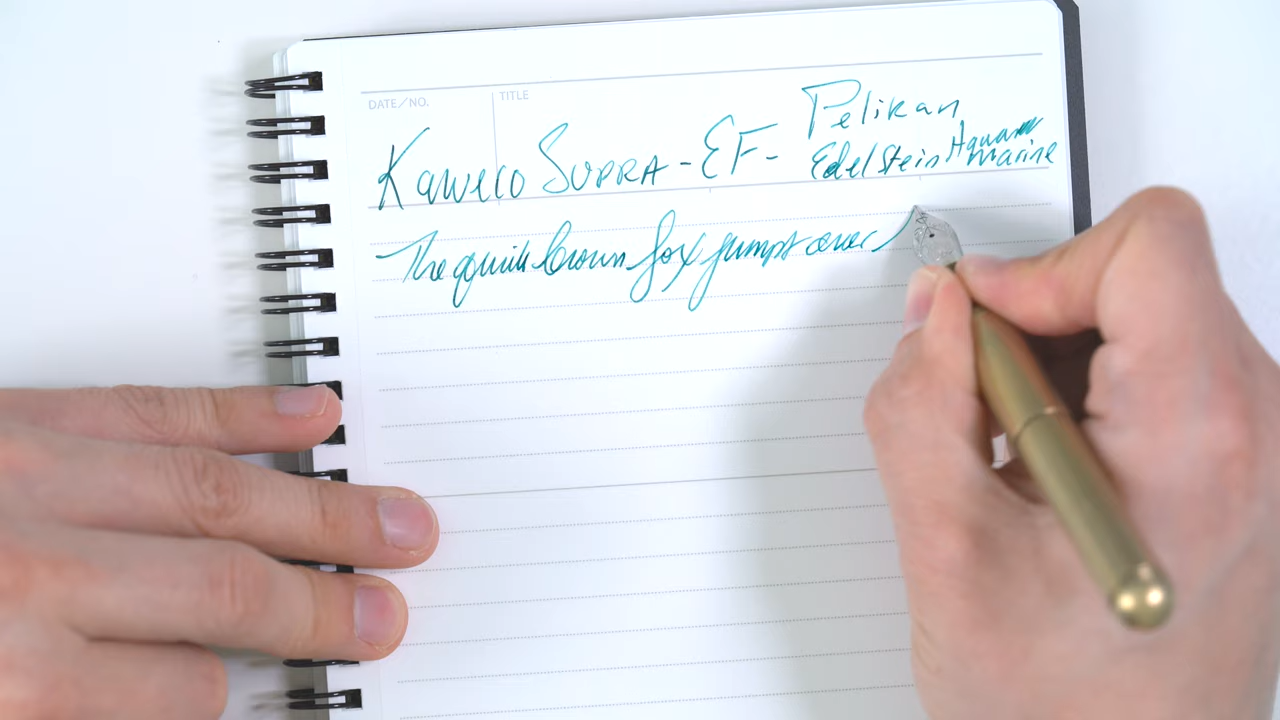 DATE/NO.
TITLE
Kaweco SUPRA - EF - Pelikan
Edelstein Aquamarine
The quick brown fox jumps over